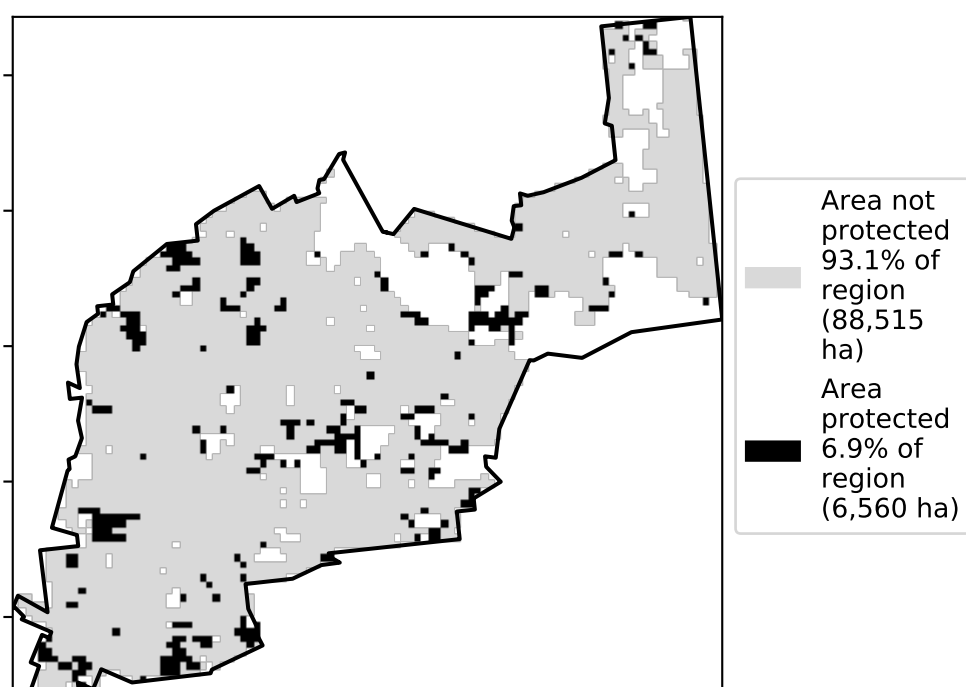 Area not
protected
93.1% of
region
(88,515
ha)
Area
protected
6.9% of
region
(6,560 ha)